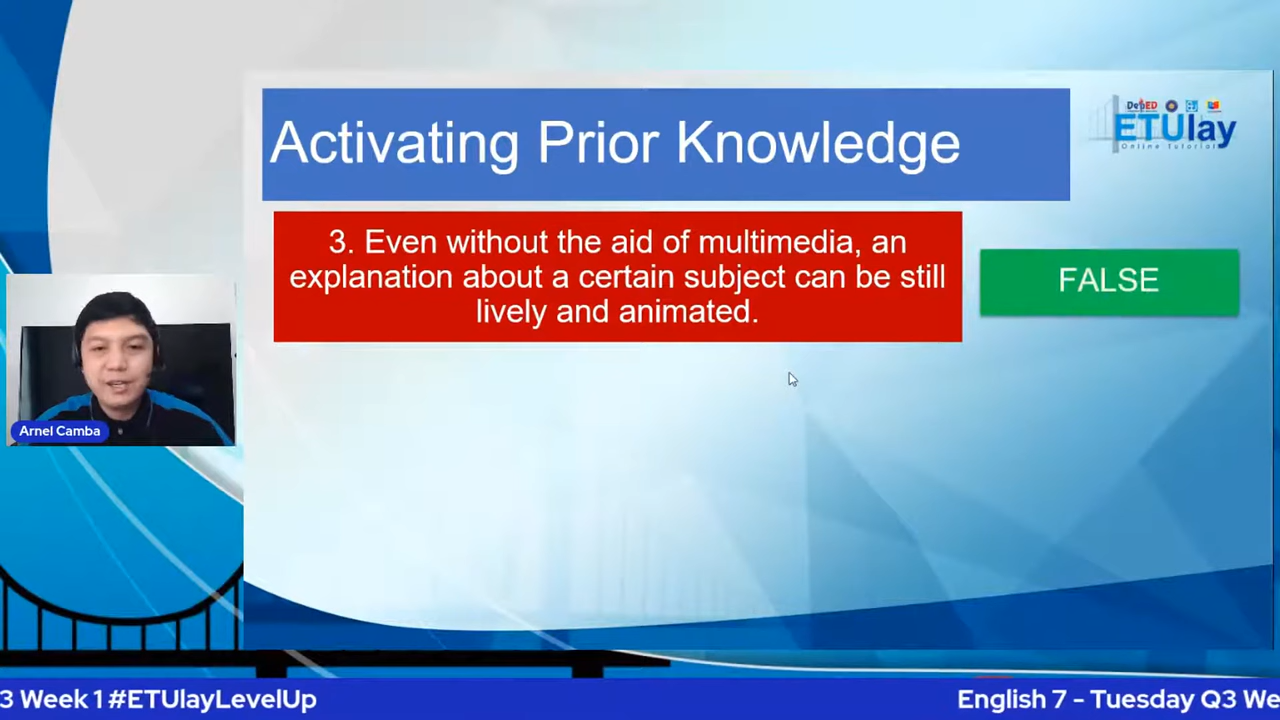 Activating Prior Knowledge
DepED
ETUlay
Online Tutorial
3. Even without the aid of multimedia, an
explanation about a certain subject can be still
lively and animated.
FALSE
Arnel Camba
3 Week 1 #ETUlayLevelUp
English 7 - Tuesday Q3 We